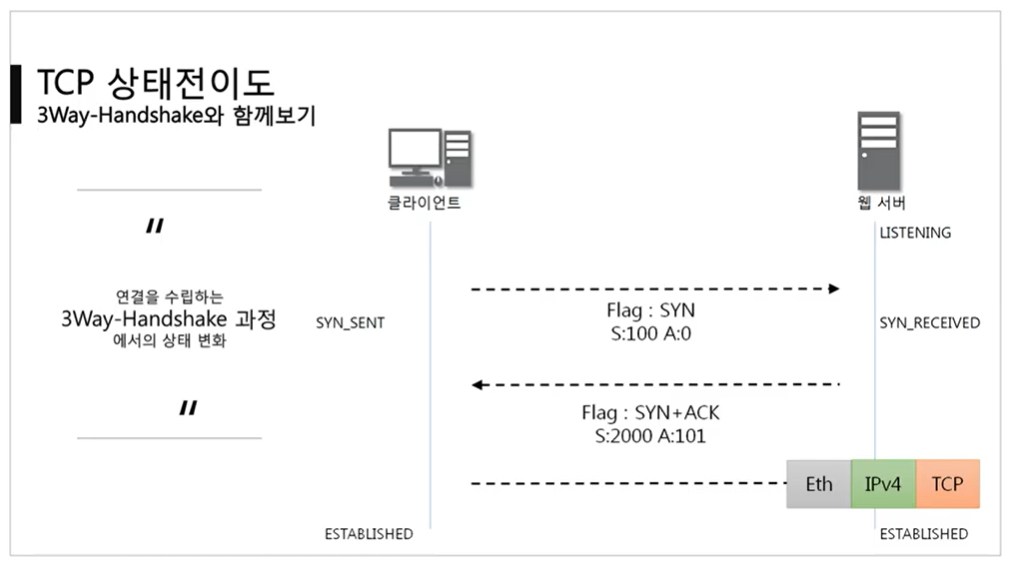 TCP 상태전이도
3Way-Handshake와 함께보기
"
연결을 수립하는
3Way-Handshake 과정
에서의 상태 변화
"
클라이언트
웹 서버
LISTENING
Flag : SYN
S:100 A:0
SYN_SENT
SYN_RECEIVED
Flag : SYN+ACK
S:2000 A:101
Eth
IPv4
TCP
ESTABLISHED
ESTABLISHED